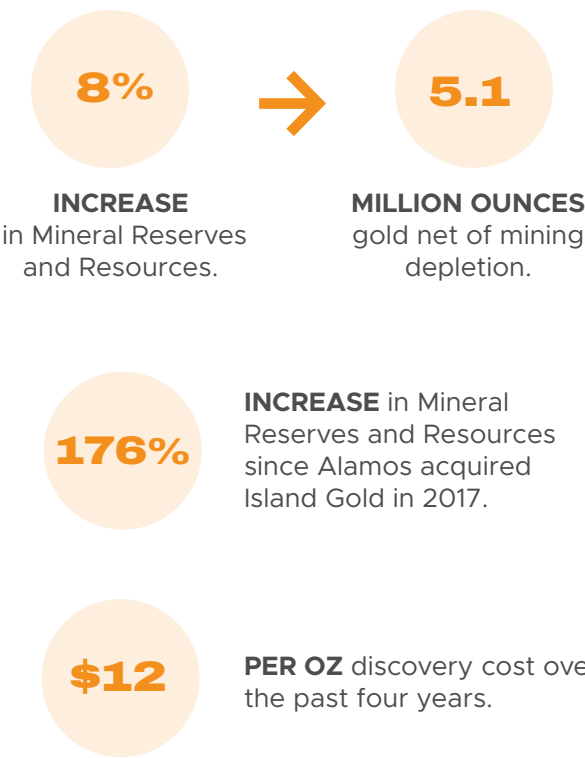 8%
INCREASE
in Mineral Reserves
and Resources.
5.1
MILLION OUNCES
gold net of mining
depletion.
176%
INCREASE in Mineral
Reserves and Resources
since Alamos acquired
Island Gold in 2017.
$12
PER OZ discovery cost ove
the past four years.